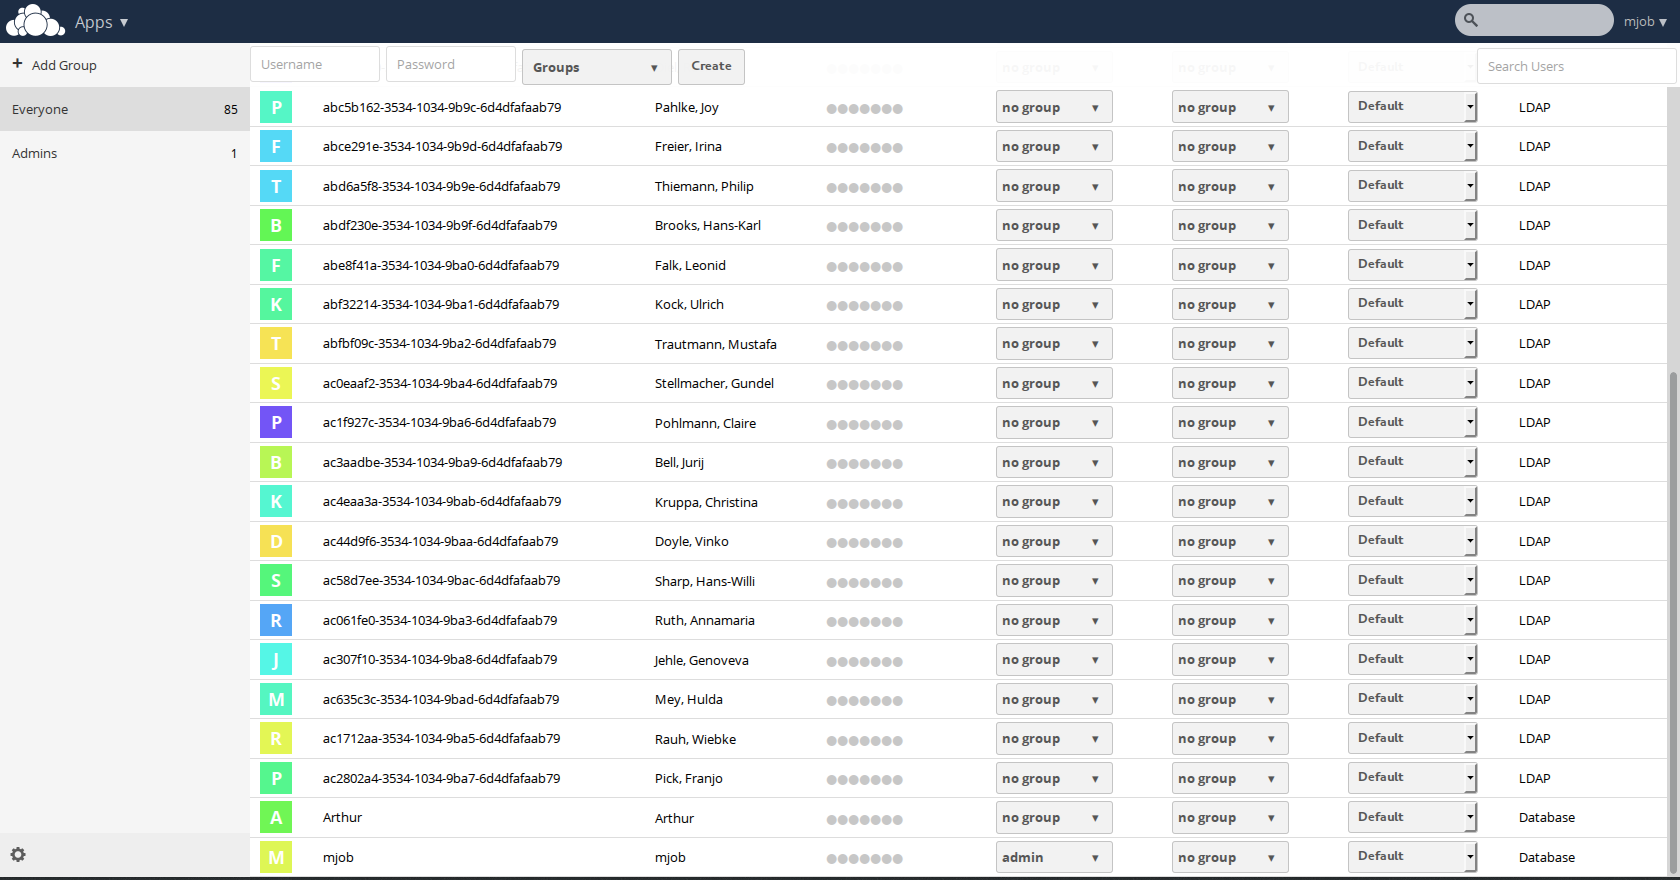 Apps ▼ mjob ▼
+ Add Group Username Password Groups ▼ Create no group no group Default Search Users
Everyone 85
Admins 1
P abc5b162-3534-1034-9b9c-6d4dfafaab79 Pahlke, Joy ●●●●●●● no group ▼ no group ▼ Default LDAP
F abce291e-3534-1034-9b9d-6d4dfafaab79 Freier, Irina ●●●●●●● no group ▼ no group ▼ Default LDAP
T abd6a5f8-3534-1034-9b9e-6d4dfafaab79 Thiemann, Philip ●●●●●●● no group ▼ no group ▼ Default LDAP
B abdf230e-3534-1034-9b9f-6d4dfafaab79 Brooks, Hans-Karl ●●●●●●● no group ▼ no group ▼ Default LDAP
F abe8f41a-3534-1034-9ba0-6d4dfafaab79 Falk, Leonid ●●●●●●● no group ▼ no group ▼ Default LDAP
K abf32214-3534-1034-9ba1-6d4dfafaab79 Kock, Ulrich ●●●●●●● no group ▼ no group ▼ Default LDAP
T abfbf09c-3534-1034-9ba2-6d4dfafaab79 Trautmann, Mustafa ●●●●●●● no group ▼ no group ▼ Default LDAP
S ac0eaaf2-3534-1034-9ba4-6d4dfafaab79 Stellmacher, Gundel ●●●●●●● no group ▼ no group ▼ Default LDAP
P ac1f927c-3534-1034-9ba6-6d4dfafaab79 Pohlmann, Claire ●●●●●●● no group ▼ no group ▼ Default LDAP
B ac3aadbe-3534-1034-9ba9-6d4dfafaab79 Bell, Jurij ●●●●●●● no group ▼ no group ▼ Default LDAP
K ac4eaa3a-3534-1034-9bab-6d4dfafaab79 Kruppa, Christina ●●●●●●● no group ▼ no group ▼ Default LDAP
D ac44d9f6-3534-1034-9baa-6d4dfafaab79 Doyle, Vinko ●●●●●●● no group ▼ no group ▼ Default LDAP
S ac58d7ee-3534-1034-9bac-6d4dfafaab79 Sharp, Hans-Willi ●●●●●●● no group ▼ no group ▼ Default LDAP
R ac061fe0-3534-1034-9ba3-6d4dfafaab79 Ruth, Annamaria ●●●●●●● no group ▼ no group ▼ Default LDAP
J ac307f10-3534-1034-9ba8-6d4dfafaab79 Jehle, Genoveva ●●●●●●● no group ▼ no group ▼ Default LDAP
M ac635c3c-3534-1034-9bad-6d4dfafaab79 Mey, Hulda ●●●●●●● no group ▼ no group ▼ Default LDAP
R ac1712aa-3534-1034-9ba5-6d4dfafaab79 Rauh, Wiebke ●●●●●●● no group ▼ no group ▼ Default LDAP
P ac2802a4-3534-1034-9ba7-6d4dfafaab79 Pick, Franjo ●●●●●●● no group ▼ no group ▼ Default LDAP
A Arthur Arthur ●●●●●●● no group ▼ no group ▼ Default Database
M mjob mjob ●●●●●●● admin ▼ no group ▼ Default Database